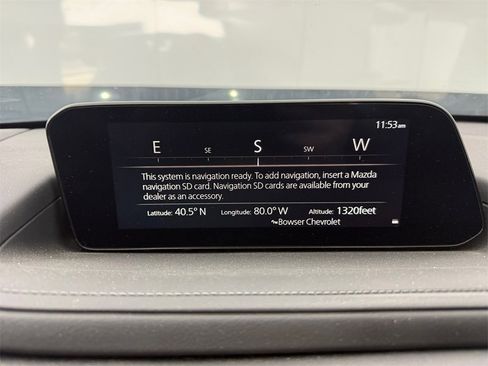 11:53am
E SE S SW W
This system is navigation ready. To add navigation, insert a Mazda
navigation SD card. Navigation SD cards are available from your
dealer as an accessory.
Latitude: 40.5° N Longitude: 80.0° W Altitude: 1320feet
Bowser Chevrolet